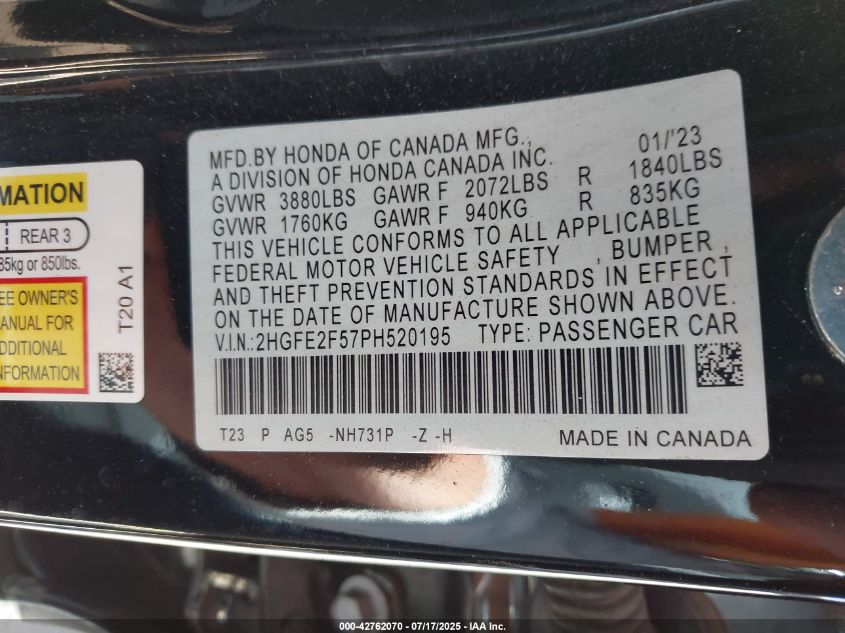 MATION
REAR 3
85kg or 850lbs.
EE OWNER'S
ANUAL FOR
DDITIONAL
NFORMATION
T20 A1
MFD.BY HONDA OF CANADA MFG., 01/'23
A DIVISION OF HONDA CANADA INC.
GVWR 3880LBS GAWR F 2072LBS R 1840LBS
GVWR 1760KG GAWR F 940KG R 835KG
THIS VEHICLE CONFORMS TO ALL APPLICABLE
FEDERAL MOTOR VEHICLE SAFETY , BUMPER ,
AND THEFT PREVENTION STANDARDS IN EFFECT
ON THE DATE OF MANUFACTURE SHOWN ABOVE.
V.I.N.:2HGFE2F57PH520195 TYPE: PASSENGER CAR
T23 P AG5 -NH731P -Z -H MADE IN CANADA
000-42762070 / 07/17/2025 - IAA Inc.